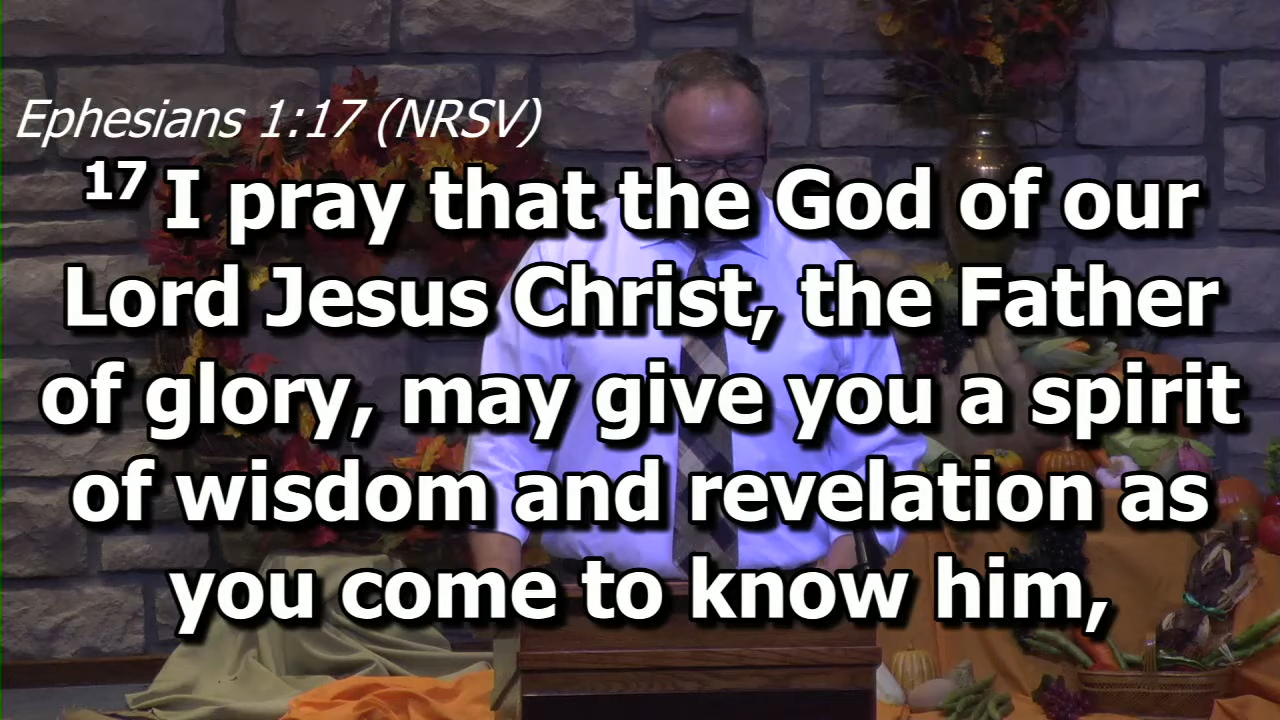 Ephesians 1:17 (NRSV)
17 I pray that the God of our
Lord Jesus Christ, the Father
of glory, may give you a spirit
of wisdom and revelation as
you come to know him,